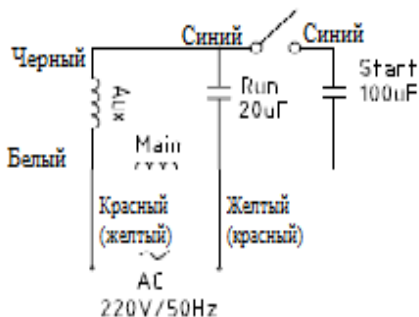 Синий
Синий
Черный
Aux
Run
20uF
Start
100uF
Белый
Main
Красный
(желтый)
Желтый
(красный)
AC
220V/50Hz